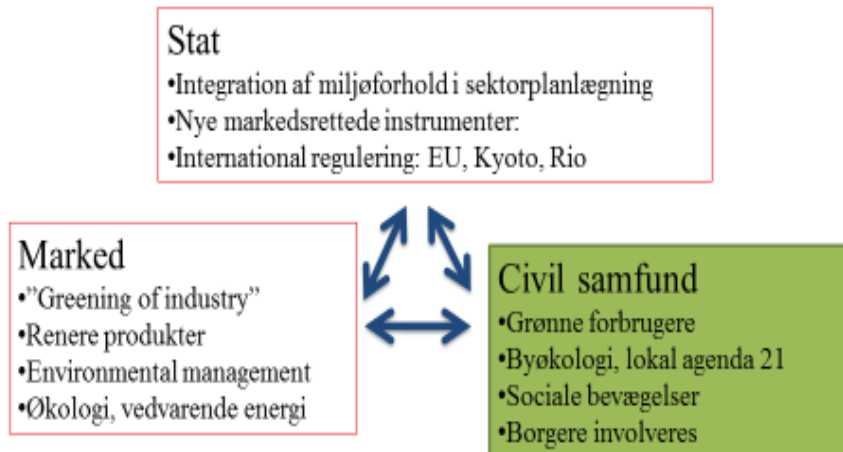 Stat
•Integration af miljøforhold i sektorplanlægning
•Nye markedsrettede instrumenter:
•International regulering: EU, Kyoto, Rio
Marked
•”Greening of industry”
•Renere produkter
•Environmental management
•Økologi, vedvarende energi
Civil samfund
•Grønne forbrugere
•Byøkologi, lokal agenda 21
•Sociale bevægelser
•Borgere involveres